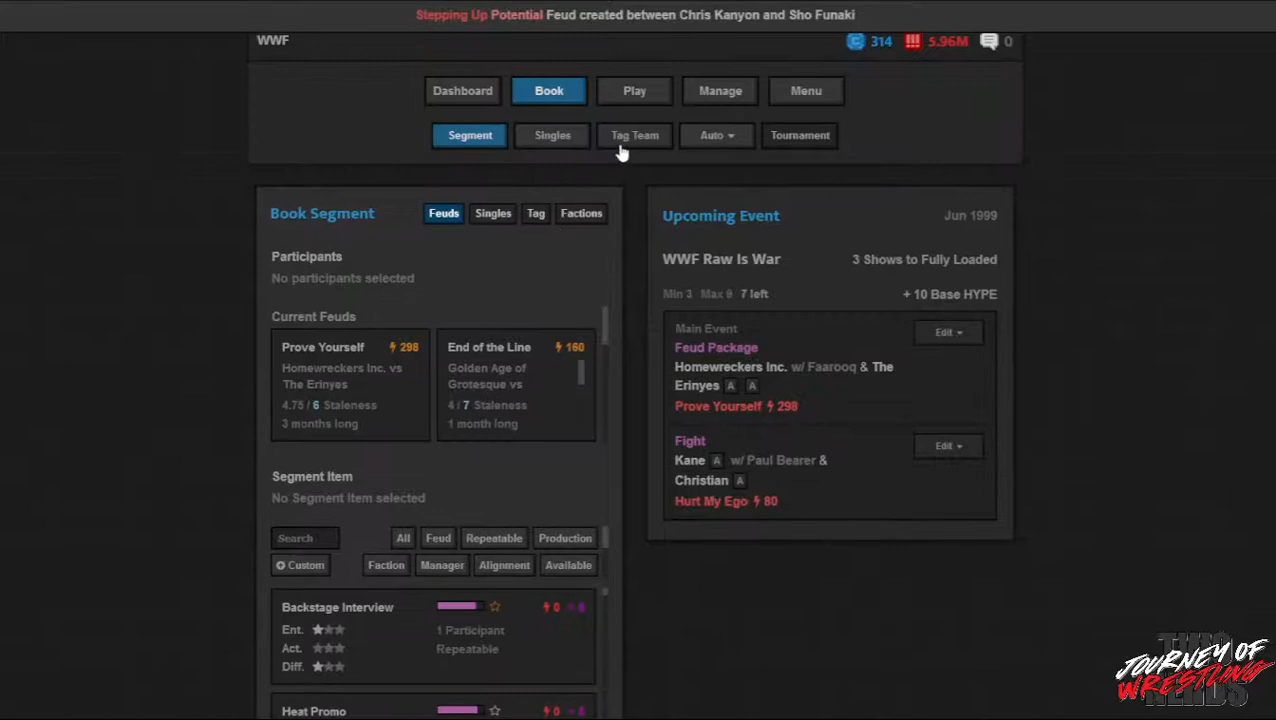 Stepping Up Potential Feud created between Chris Kanyon and Sho Funaki
WWF
314
5.96M
0
Dashboard
Book
Play
Manage
Menu
Segment
Singles
Tag Team
Auto
Tournament
Book Segment
Feuds
Singles
Tag
Factions
Participants
No participants selected
Current Feuds
Prove Yourself 298
Homewreckers Inc. vs
The Erinyes
4.75 / 6 Staleness
3 months long
End of the Line 160
Golden Age of
Grotesque vs
4 / 7 Staleness
1 month long
Segment Item
No Segment Item selected
Search
All
Feud
Repeatable
Production
Custom
Faction
Manager
Alignment
Available
Backstage Interview
0
Ent.
1 Participant
Act.
Repeatable
Diff.
Heat Promo
0
Upcoming Event
Jun 1999
WWF Raw Is War
3 Shows to Fully Loaded
Min 3 Max 9 7 left
+ 10 Base HYPE
Main Event
Edit
Feud Package
Homewreckers Inc. w/ Faarooq & The
Erinyes A A
Prove Yourself 298
Fight
Edit
Kane A w/ Paul Bearer &
Christian A
Hurt My Ego 80
JOURNEY OF
WRESTLING